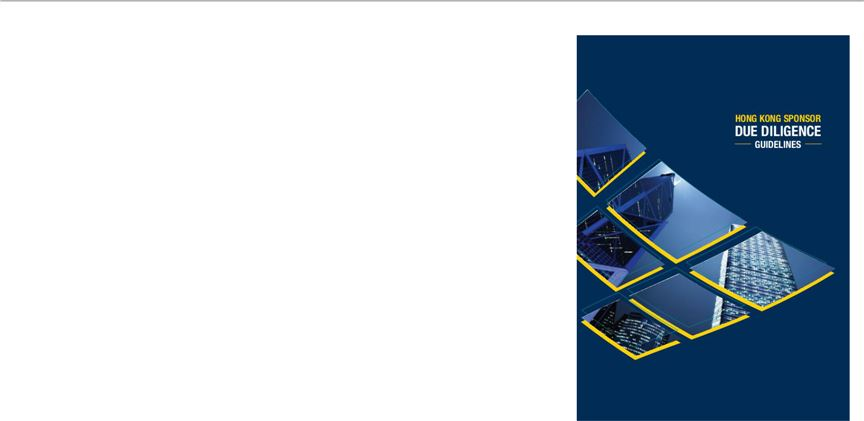 HONG KONG SPONSOR
DUE DILIGENCE
GUIDELINES